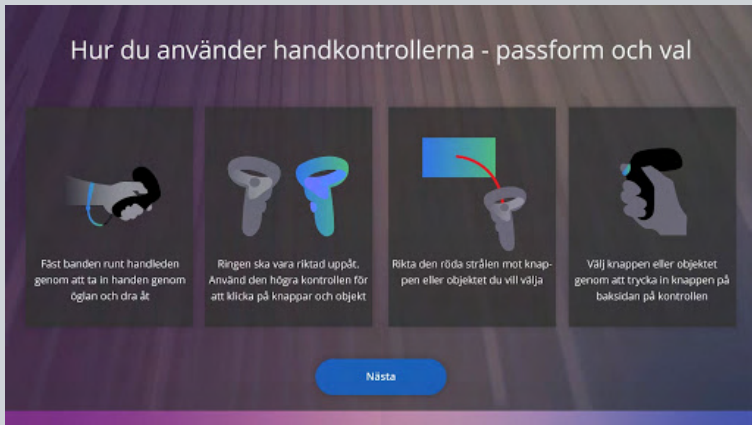 Hur du använder handkontrollerna - passform och val
Fäst banden runt handleden
genom att ta in handen genom
öglan och dra åt
Ringen ska vara riktad uppåt.
Använd den högra kontrollen för
att klicka på knappar och objekt
Rikta den röda strålen mot knap-
pen eller objektet du vill välja
Välj knappen eller objektet
genom att trycka in knappen på
baksidan på kontrollen
Nästa